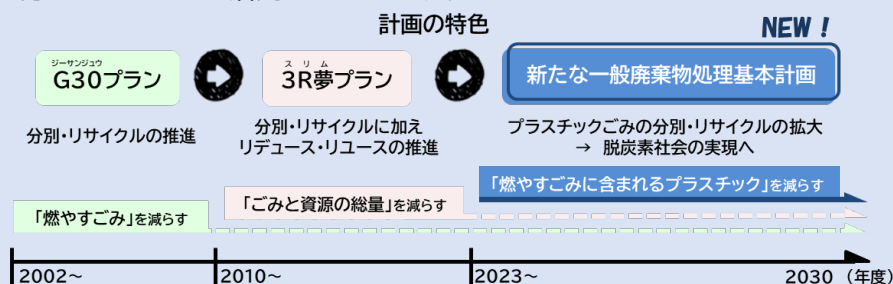 計画の特色
NEW！
ジーサンジュウ
G30プラン
スリム
3R夢プラン
新たな一般廃棄物処理基本計画
分別・リサイクルの推進
分別・リサイクルに加え
リデュース・リユースの推進
プラスチックごみの分別・リサイクルの拡大
→ 脱炭素社会の実現へ
「燃やすごみ」を減らす
「ごみと資源の総量」を減らす
「燃やすごみに含まれるプラスチック」を減らす
2002～
2010～
2023～
2030 （年度）